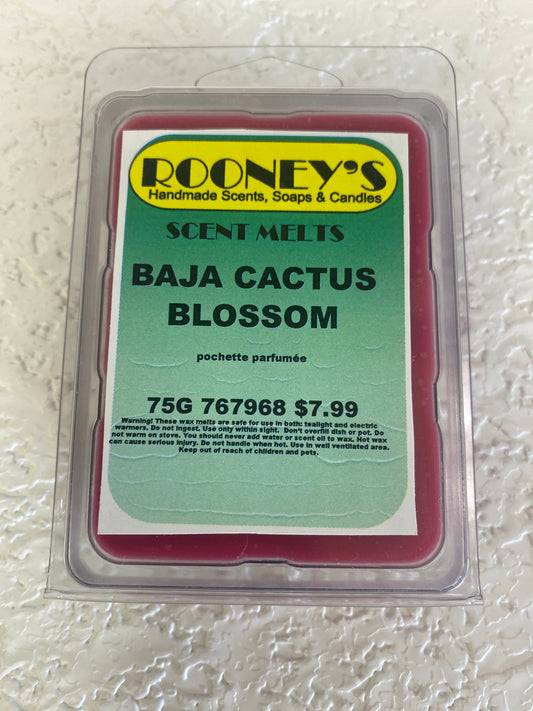 ROONEY'S
Handmade Scents, Soaps & Candles
SCENT MELTS
BAJA CACTUS
BLOSSOM
pochette parfumée
75G 767968 $7.99
Warning! These wax melts are safe for use in both: tealight and electric
warmers. Do not ingest. Use only within sight. Don't overfill dish or pot. Do
not warm on stove. You should never add water or scent oil to wax. Hot wax
can cause serious injury. Do not handle when hot. Use in well ventilated area.
Keep out of reach of children and pets.